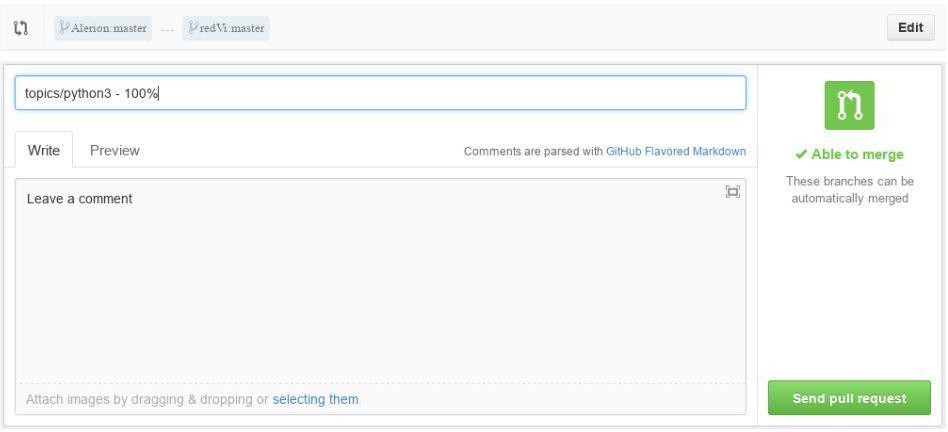 Alerion:master ... redVi:master Edit
topics/python3 - 100%
Write Preview Comments are parsed with GitHub Flavored Markdown
Able to merge
These branches can be
automatically merged
Leave a comment
Attach images by dragging & dropping or selecting them.
Send pull request